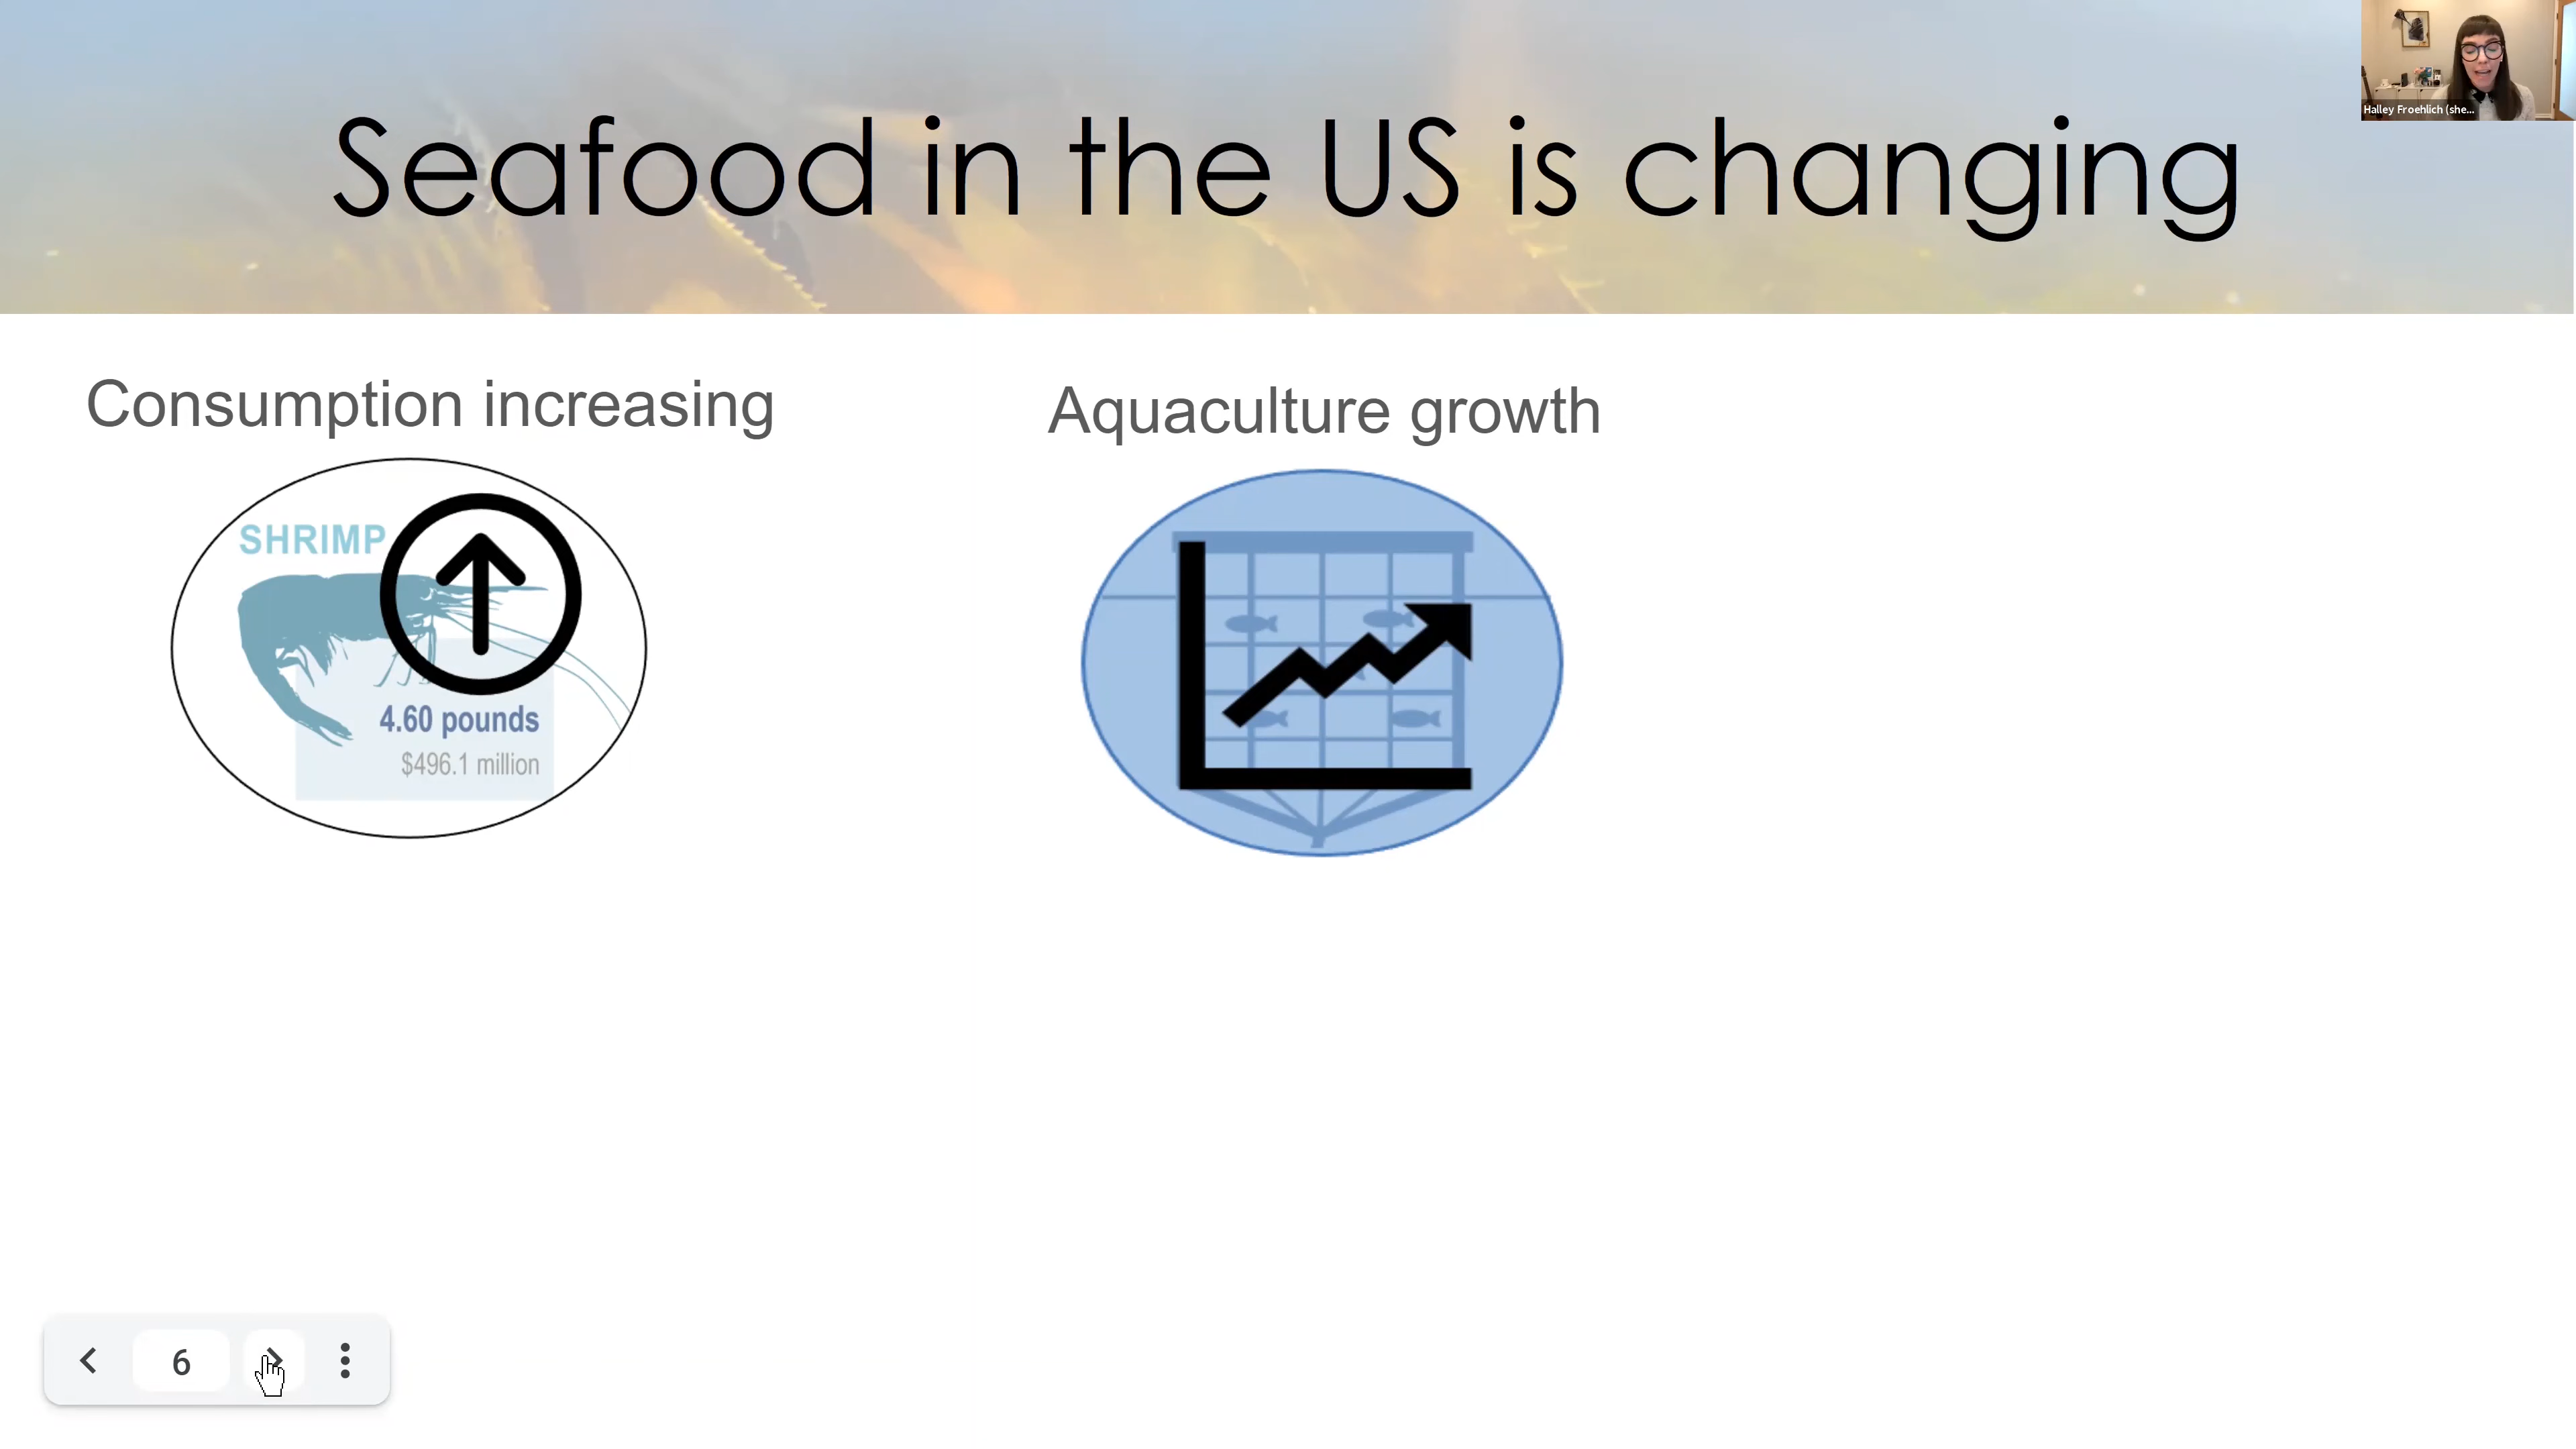 Seafood in the US is changing
Halley Froehlich (she...
Consumption increasing
Aquaculture growth
SHRIMP
4.60 pounds
$496.1 million
6